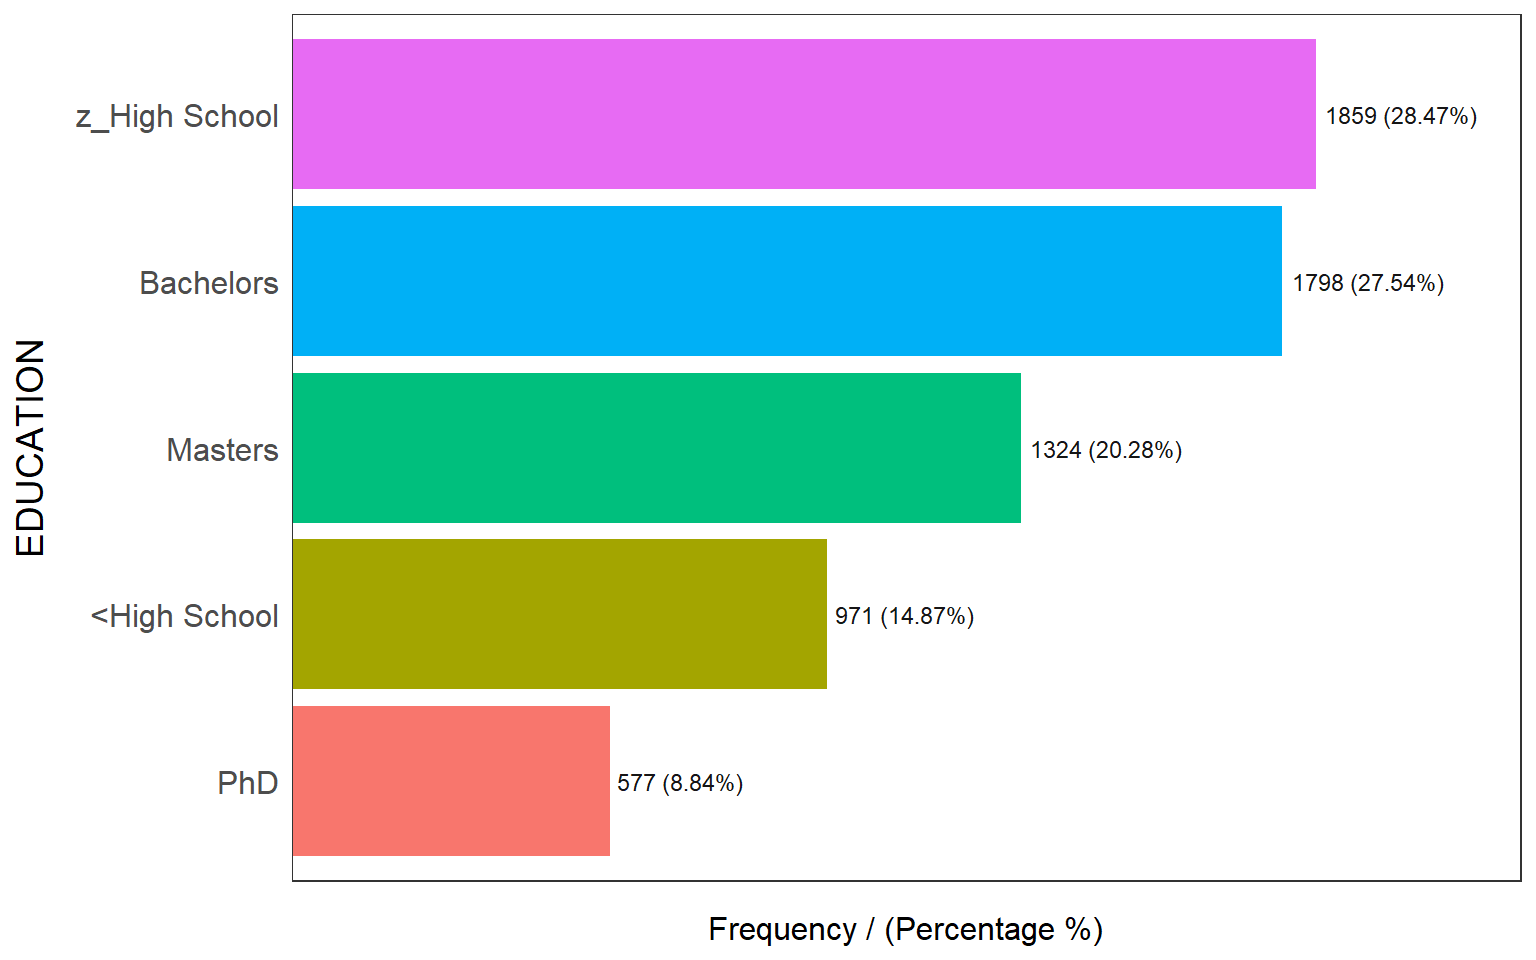 EDUCATION
z_High School
1859 (28.47%)
Bachelors
1798 (27.54%)
Masters
1324 (20.28%)
<High School
971 (14.87%)
PhD
577 (8.84%)
Frequency / (Percentage %)